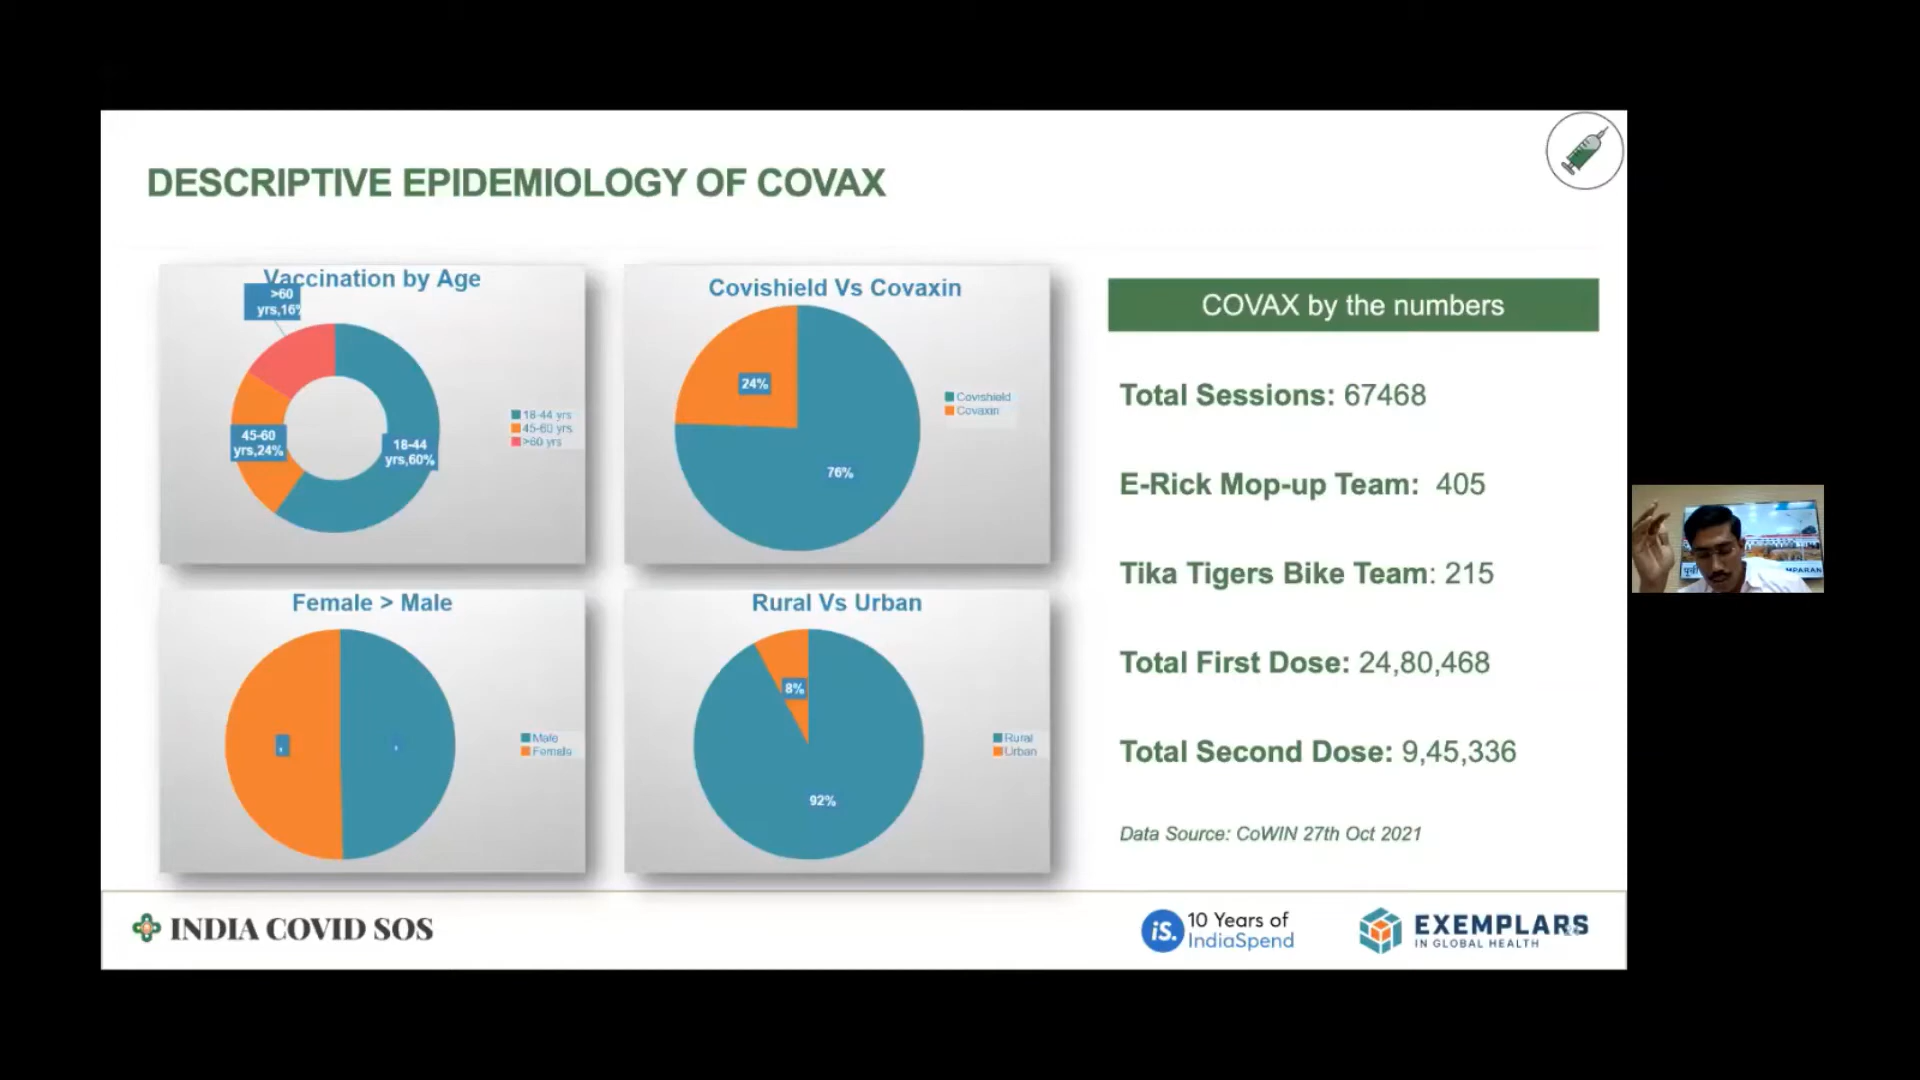 DESCRIPTIVE EPIDEMIOLOGY OF COVAX
Vaccination by Age
>60
yrs,16%
45-60
yrs,24%
18-44
yrs,60%
18-44 yrs
45-60 yrs
>60 yrs
Covishield Vs Covaxin
24%
76%
Covishield
Covaxin
Female > Male
Male
Female
Rural Vs Urban
8%
92%
Rural
Urban
COVAX by the numbers
Total Sessions: 67468
E-Rick Mop-up Team: 405
Tika Tigers Bike Team: 215
Total First Dose: 24,80,468
Total Second Dose: 9,45,336
Data Source: CoWIN 27th Oct 2021
INDIA COVID SOS
iS.
10 Years of
IndiaSpend
EXEMPLARS
IN GLOBAL HEALTH
पूर्वी
MPARAN